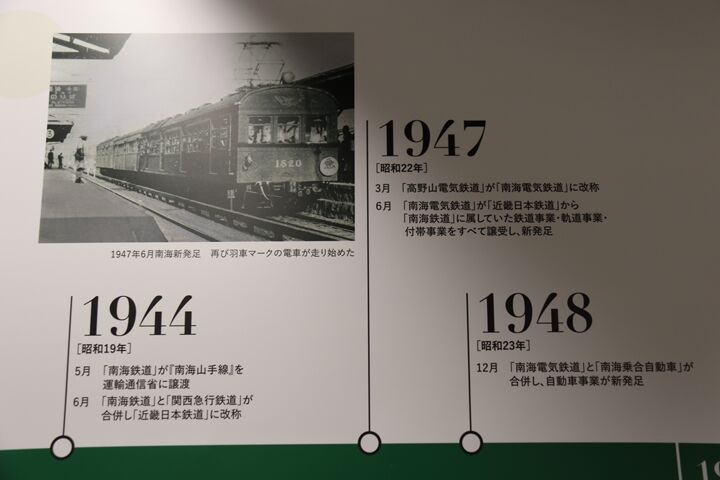 1520
1947年6月南海新発足 再び羽車マークの電車が走り始めた
1944
[昭和19年]
5月 「南海鉄道」が『南海山手線』を
運輸通信省に譲渡
6月 「南海鉄道」と「関西急行鉄道」が
合併し「近畿日本鉄道」に改称
1947
[昭和22年]
3月 「高野山電気鉄道」が「南海電気鉄道」に改称
6月 「南海電気鉄道」が「近畿日本鉄道」から
「南海鉄道」に属していた鉄道事業・軌道事業・
付帯事業をすべて譲受し、新発足
1948
[昭和23年]
12月 「南海電気鉄道」と「南海乗合自動車」が
合併し、自動車事業が新発足